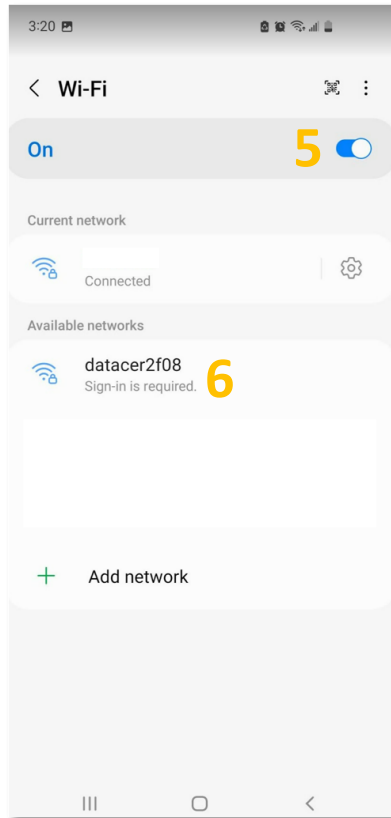 3:20
Wi-Fi
On 5
Current network
Connected
Available networks
datacer2f08
Sign-in is required. 6
Add network